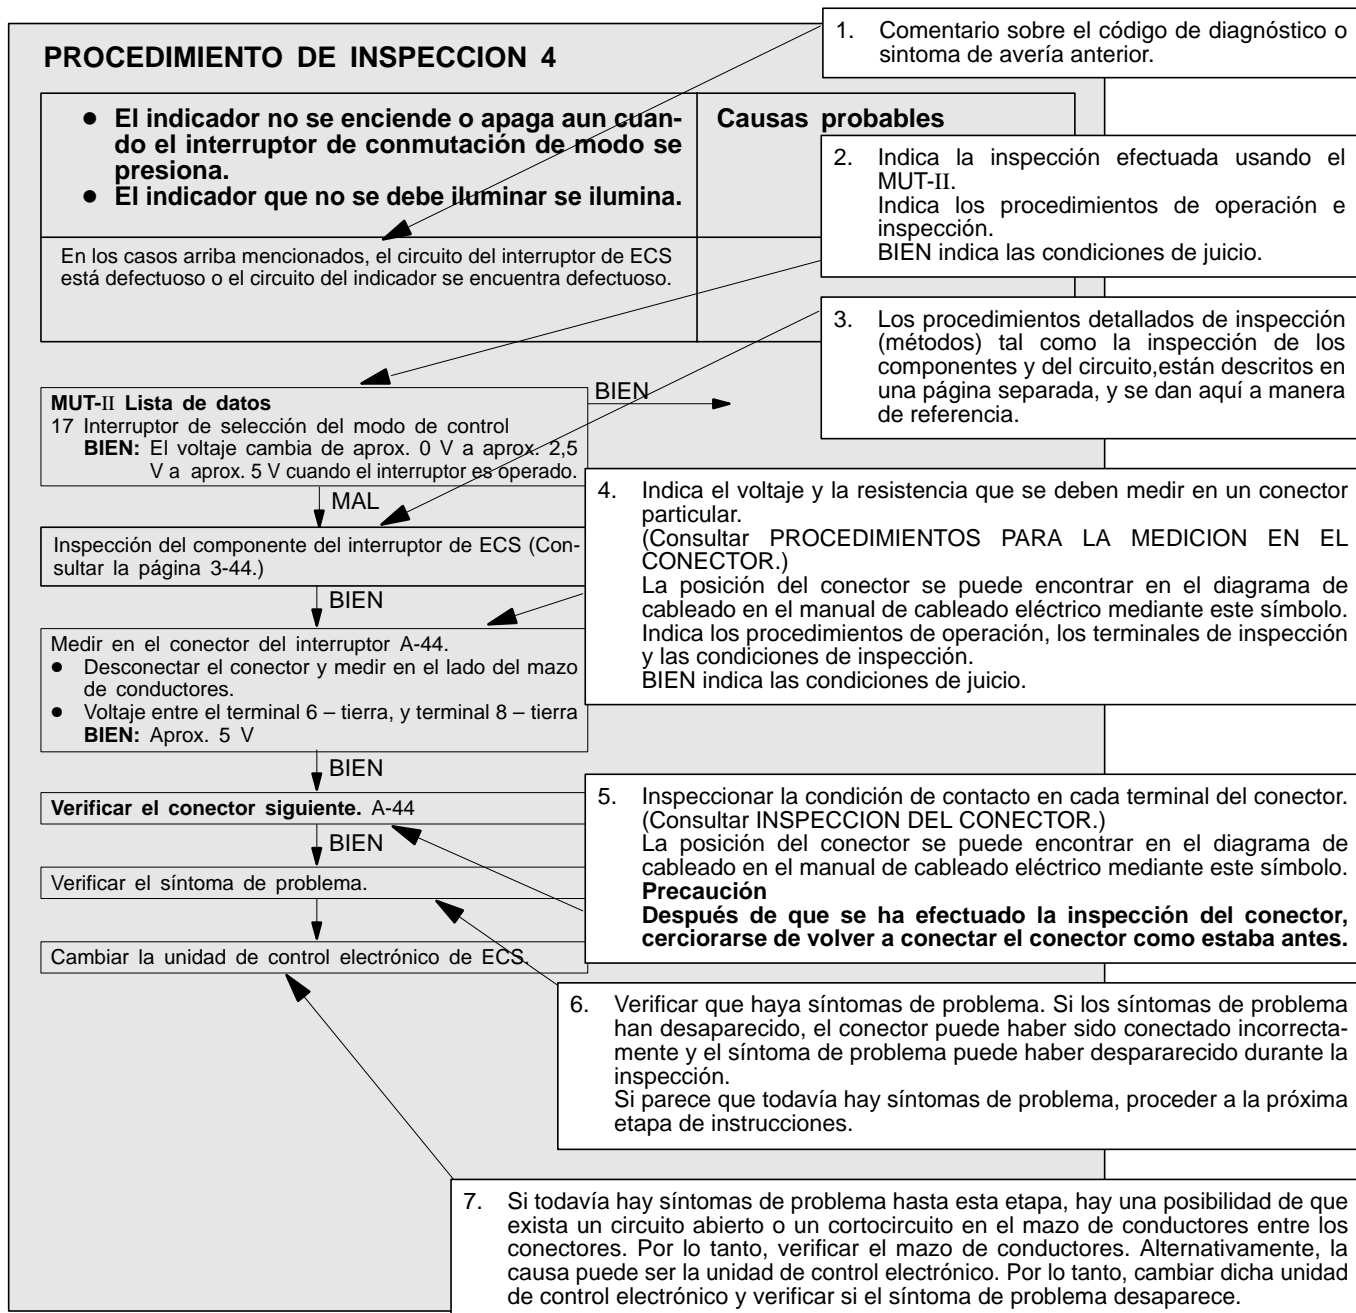 PROCEDIMIENTO DE INSPECCION 4
● El indicador no se enciende o apaga aun cuan-
do el interruptor de conmutación de modo se
presiona.
● El indicador que no se debe iluminar se ilumina.
Causas probables
En los casos arriba mencionados, el circuito del interruptor de ECS
está defectuoso o el circuito del indicador se encuentra defectuoso.
MUT-II Lista de datos
17 Interruptor de selección del modo de control
BIEN: El voltaje cambia de aprox. 0 V a aprox. 2,5
V a aprox. 5 V cuando el interruptor es operado.
BIEN
MAL
Inspección del componente del interruptor de ECS (Con-
sultar la página 3-44.)
BIEN
Medir en el conector del interruptor A-44.
● Desconectar el conector y medir en el lado del mazo
de conductores.
● Voltaje entre el terminal 6 – tierra, y terminal 8 – tierra
BIEN: Aprox. 5 V
BIEN
Verificar el conector siguiente. A-44
BIEN
Verificar el síntoma de problema.
Cambiar la unidad de control electrónico de ECS.
1. Comentario sobre el código de diagnóstico o
sintoma de avería anterior.
2. Indica la inspección efectuada usando el
MUT-II.
Indica los procedimientos de operación e
inspección.
BIEN indica las condiciones de juicio.
3. Los procedimientos detallados de inspección
(métodos) tal como la inspección de los
componentes y del circuito,están descritos en
una página separada, y se dan aquí a manera
de referencia.
4. Indica el voltaje y la resistencia que se deben medir en un conector
particular.
(Consultar PROCEDIMIENTOS PARA LA MEDICION EN EL
CONECTOR.)
La posición del conector se puede encontrar en el diagrama de
cableado en el manual de cableado eléctrico mediante este símbolo.
Indica los procedimientos de operación, los terminales de inspección
y las condiciones de inspección.
BIEN indica las condiciones de juicio.
5. Inspeccionar la condición de contacto en cada terminal del conector.
(Consultar INSPECCION DEL CONECTOR.)
La posición del conector se puede encontrar en el diagrama de
cableado en el manual de cableado eléctrico mediante este símbolo.
Precaución
Después de que se ha efectuado la inspección del conector,
cerciorarse de volver a conectar el conector como estaba antes.
6. Verificar que haya síntomas de problema. Si los síntomas de problema
han desaparecido, el conector puede haber sido conectado incorrecta-
mente y el síntoma de problema puede haber despararecido durante la
inspección.
Si parece que todavía hay síntomas de problema, proceder a la próxima
etapa de instrucciones.
7. Si todavía hay síntomas de problema hasta esta etapa, hay una posibilidad de que
exista un circuito abierto o un cortocircuito en el mazo de conductores entre los
conectores. Por lo tanto, verificar el mazo de conductores. Alternativamente, la
causa puede ser la unidad de control electrónico. Por lo tanto, cambiar dicha unidad
de control electrónico y verificar si el síntoma de problema desaparece.